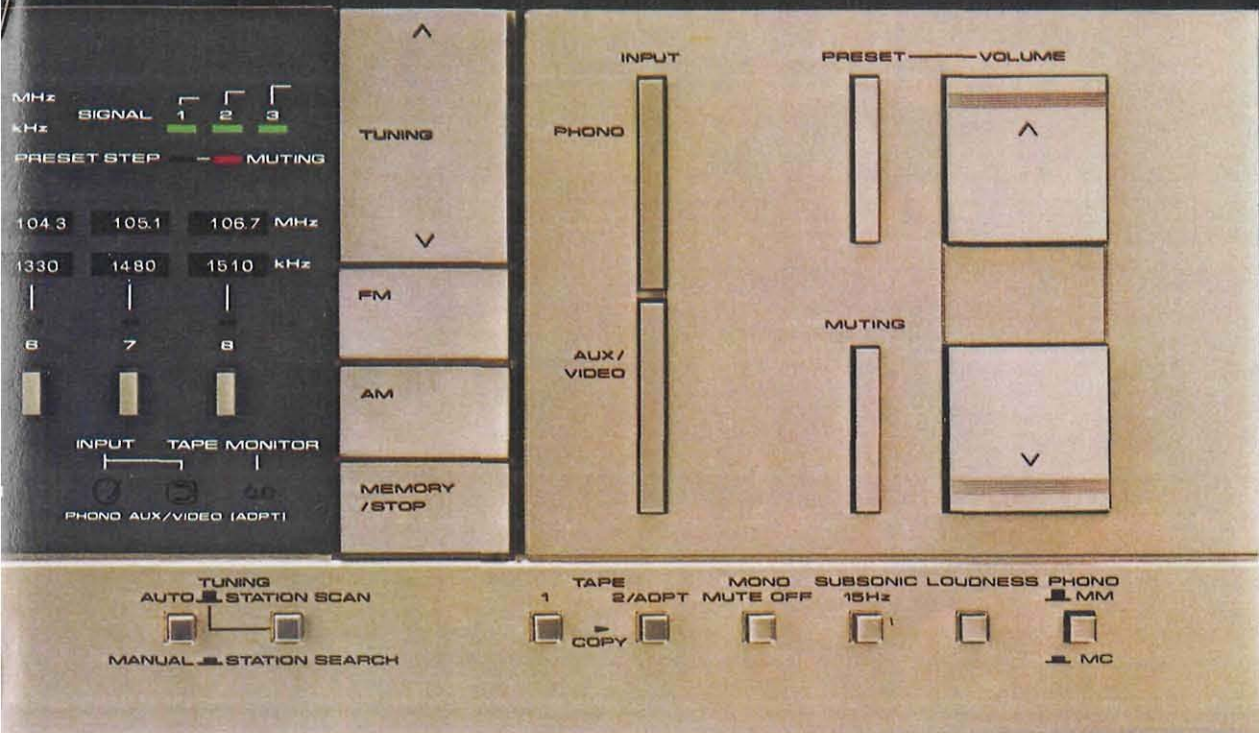 MHz
SIGNAL 1 2 3
kHz
PRESET STEP – MUTING
104.3 105.1 106.7 MHz
1330 1480 1510 kHz
6 7 8
INPUT TAPE MONITOR
PHONO AUX/VIDEO (ADPT)
TUNING
FM
AM
MEMORY
/STOP
INPUT
PHONO
AUX/
VIDEO
PRESET
VOLUME
MUTING
TUNING
AUTO STATION SCAN
MANUAL STATION SEARCH
TAPE
1 2/ADPT
COPY
MONO
MUTE OFF
SUBSONIC
15Hz
LOUDNESS
PHONO
MM
MC